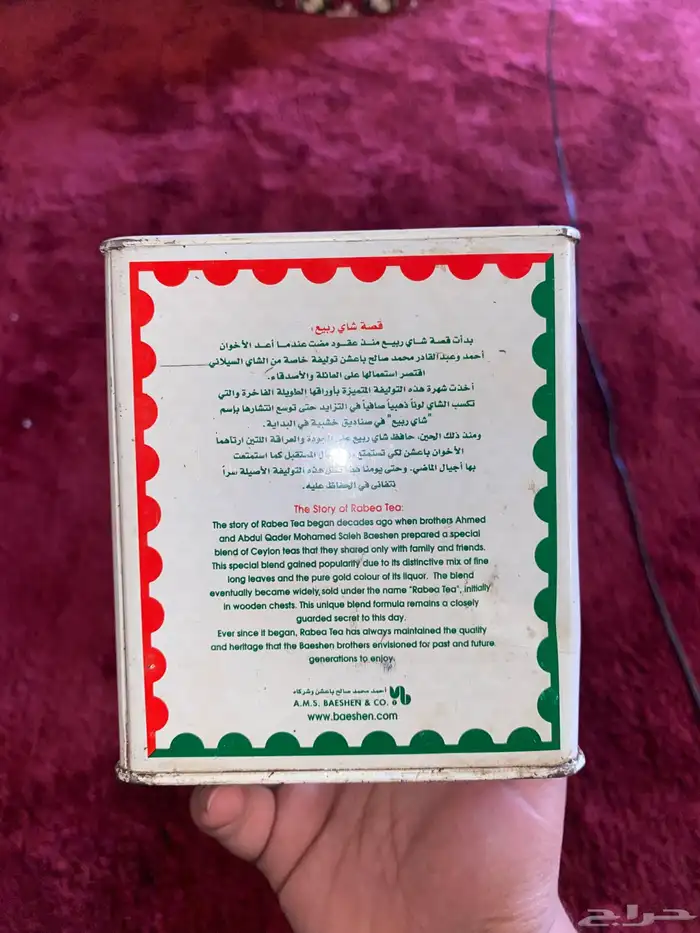 قصة شاي ربيع:
بدأت قصة شاي ربيع منذ عقود مضت عندما أعد الأخوان
أحمد وعبدالقادر محمد صالح باعشن توليفة خاصة من الشاي السيلاني
اقتصر استعمالها على العائلة والأصدقاء.
أخذت شهرة هذه التوليفة المتميزة بأوراقها الطويلة الفاخرة والتي
تكسب الشاي لوناً ذهبياً صافياً في التزايد حتى توسع انتشارها بإسم
"شاي ربيع" في صناديق خشبية في البداية.
ومنذ ذلك الحين، حافظ شاي ربيع على الجودة والعراقة اللتين ارتآهما
الأخوان باعشن لكي تستمتع المستقبل كما استمتعت
بها أجيال الماضي. وحتى يومنا هذه التوليفة الأصيلة سراً
نتفانى في الحفاظ عليه.
The Story of Rabea Tea:
The story of Rabea Tea began decades ago when brothers Ahmed
and Abdul Qader Mohamed Saleh Baeshen prepared a special
blend of Ceylon teas that they shared only with family and friends.
This special blend gained popularity due to its distinctive mix of fine
long leaves and the pure gold colour of its liquor. The blend
eventually became widely sold under the name "Rabea Tea", initially
in wooden chests. This unique blend formula remains a closely
guarded secret to this day.
Ever since it began, Rabea Tea has always maintained the quality
and heritage that the Baeshen brothers envisioned for past and future
generations to enjoy.
أحمد محمد صالح باعشن وشركاه
A.M.S. BAESHEN & CO.
www.baeshen.com
حراج